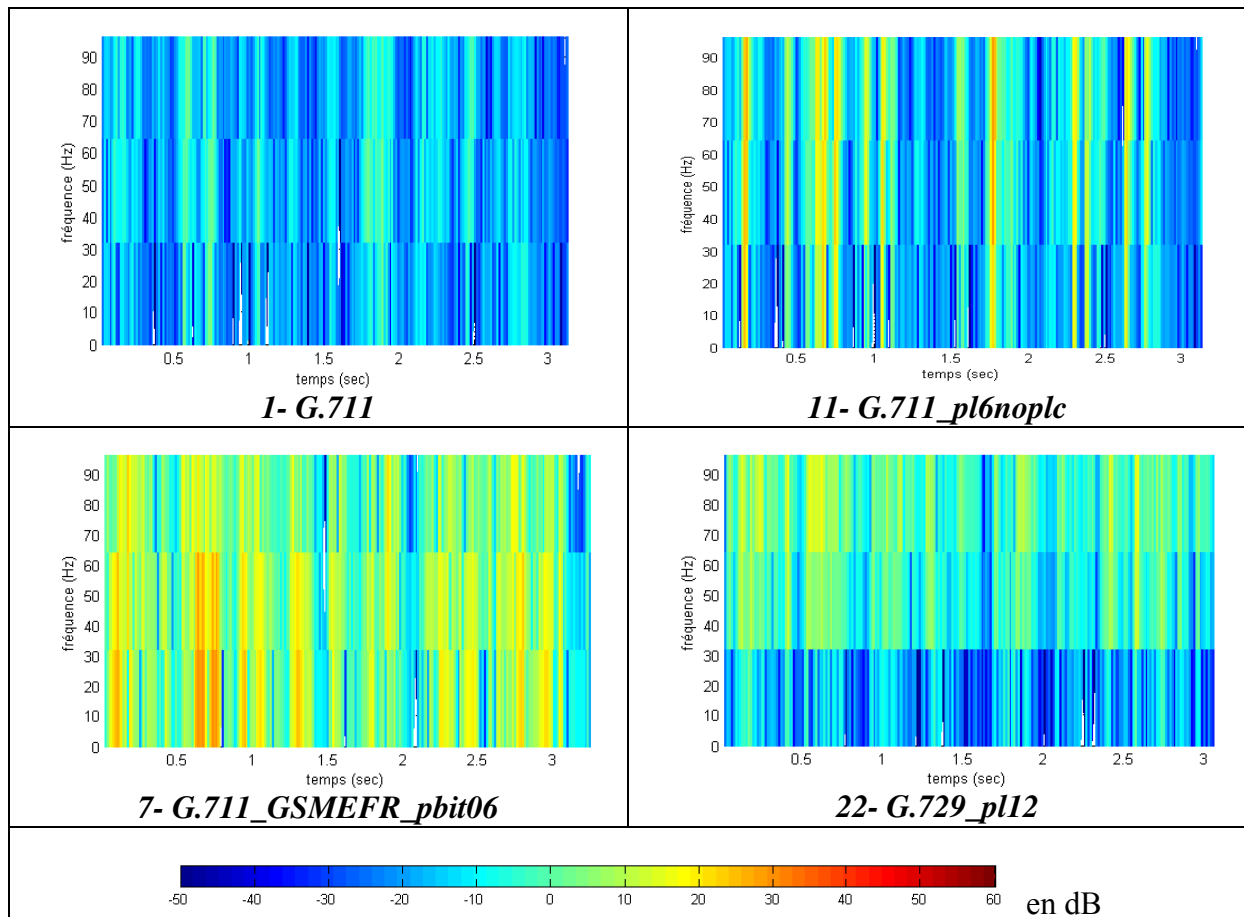 fréquence (Hz)
90
80
70
60
50
40
30
20
10
0
0.5 1 1.5 2 2.5 3
temps (sec)
1- G.711
fréquence (Hz)
90
80
70
60
50
40
30
20
10
0
0.5 1 1.5 2 2.5 3
temps (sec)
11- G.711_pl6noplc
fréquence (Hz)
90
80
70
60
50
40
30
20
10
0
0.5 1 1.5 2 2.5 3
temps (sec)
7- G.711_GSMEFR_pbit06
fréquence (Hz)
90
80
70
60
50
40
30
20
10
0
0.5 1 1.5 2 2.5 3
temps (sec)
22- G.729_pl12
-50 -40 -30 -20 -10 0 10 20 30 40 50 60 en dB